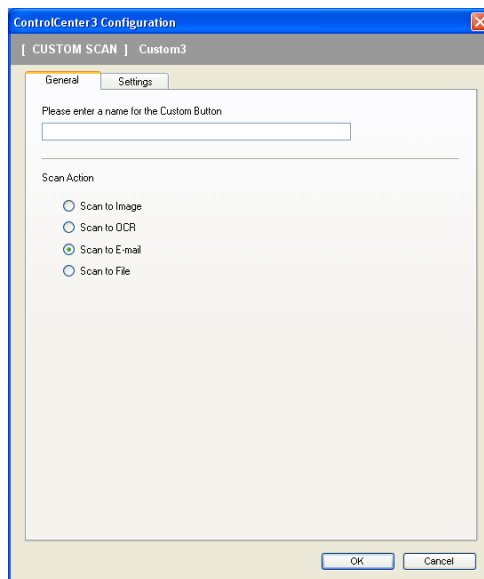 ControlCenter3 Configuration
[ CUSTOM SCAN ] Custom3
General Settings
Please enter a name for the Custom Button
Scan Action
Scan to Image
Scan to OCR
Scan to E-mail
Scan to File
OK Cancel